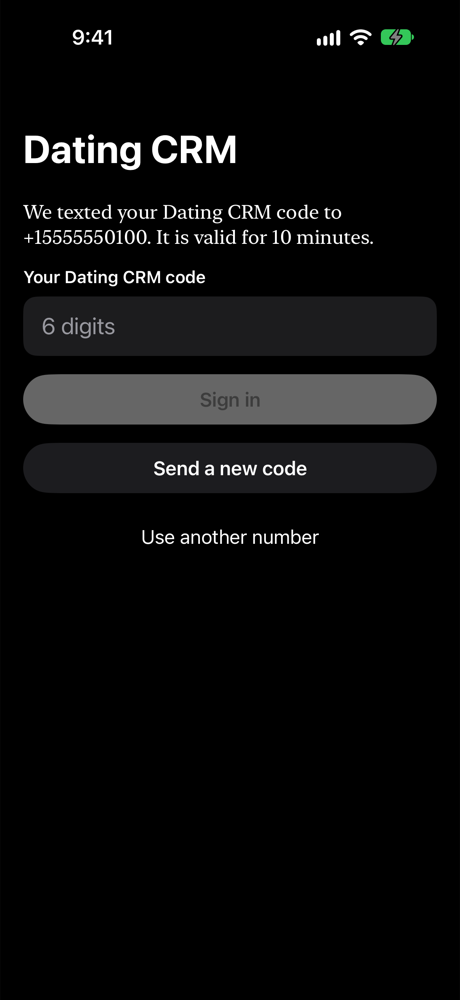 9:41
Dating CRM
We texted your Dating CRM code to
+15555550100. It is valid for 10 minutes.
Your Dating CRM code
6 digits
Sign in
Send a new code
Use another number